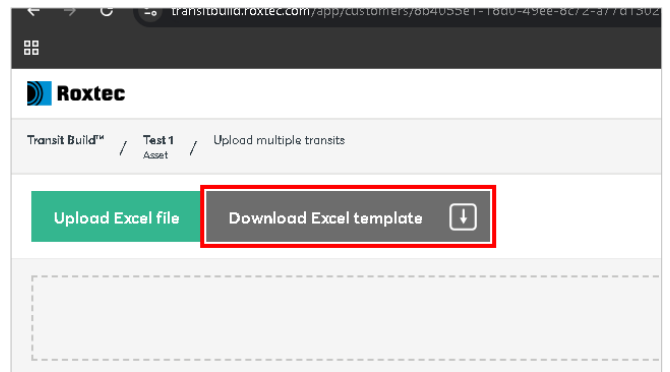 transitbuild.roxtec.com/app/customers/
Roxtec
Transit Build™ / Test 1 / Upload multiple transits
Asset
Upload Excel file
Download Excel template